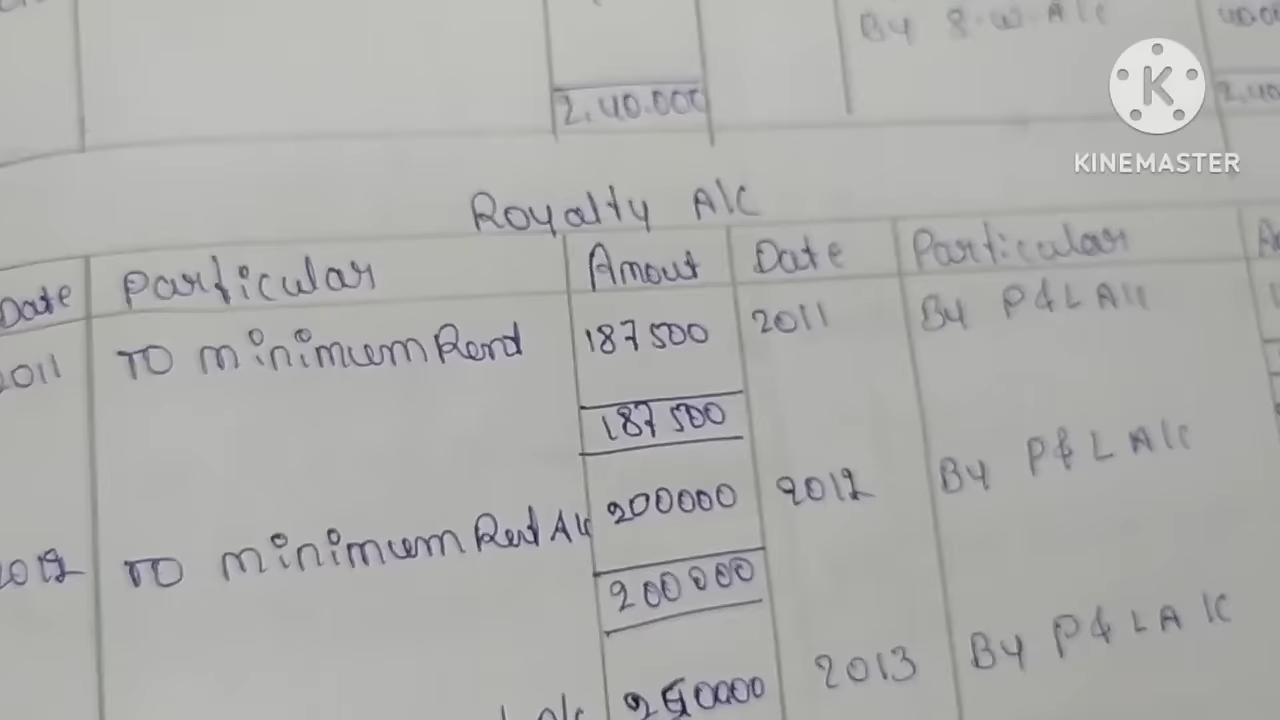 By S.W. A/c
2,40,000
KINEMASTER
Royalty A/c
Date Particular Amout Date Particular
2011 TO minimum Rend 187500 2011 By P & L A/c
187500
2012 TO minimum Rent A/c 200000 2012 By P & L A/c
200000
2013 By P & L A/c